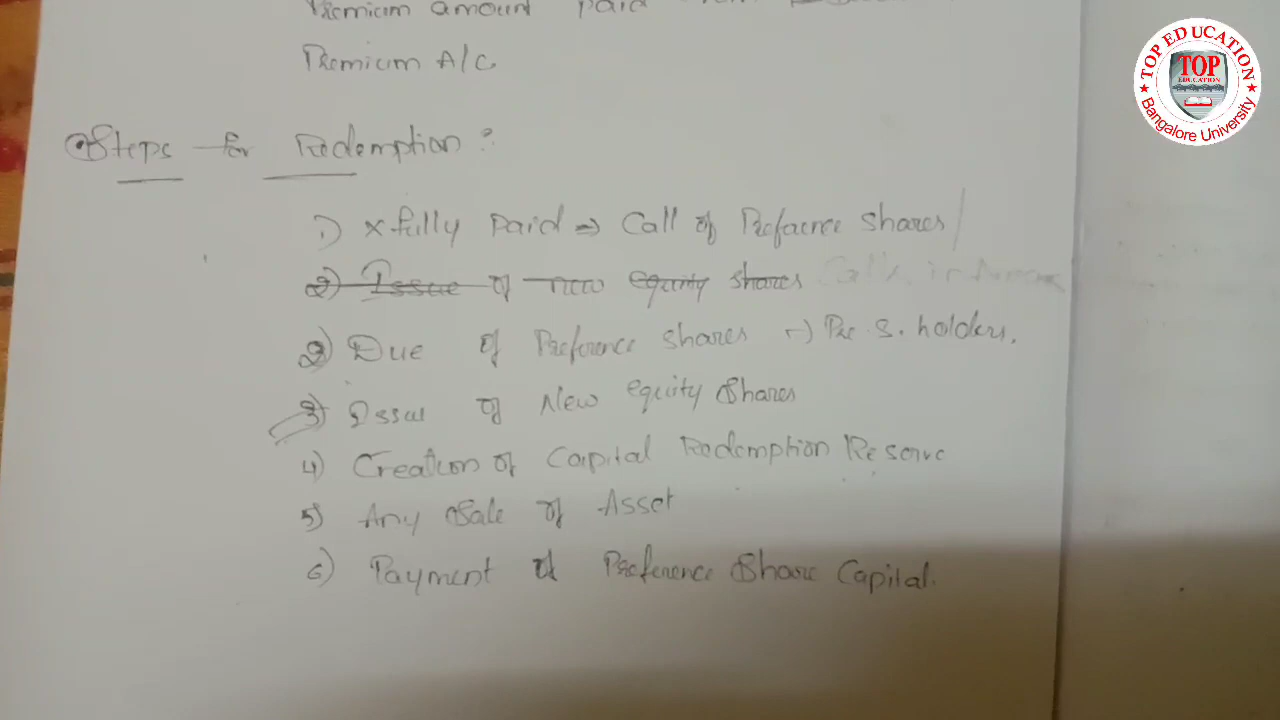 Premium amount paid
Premium A/C
Steps for Redemption :
1) x fully paid => Call of Preference shares/
2) Issue of new equity shares Calls in
2) Due of Preference shares -) Pre S. holders.
3) Issue of New equity Shares
4) Creation of Capital Redemption Reserve
5) Any Sale of Asset
6) Payment of Preference Share Capital.
TOP EDUCATION
TOP
EDUCATION
Bangalore University